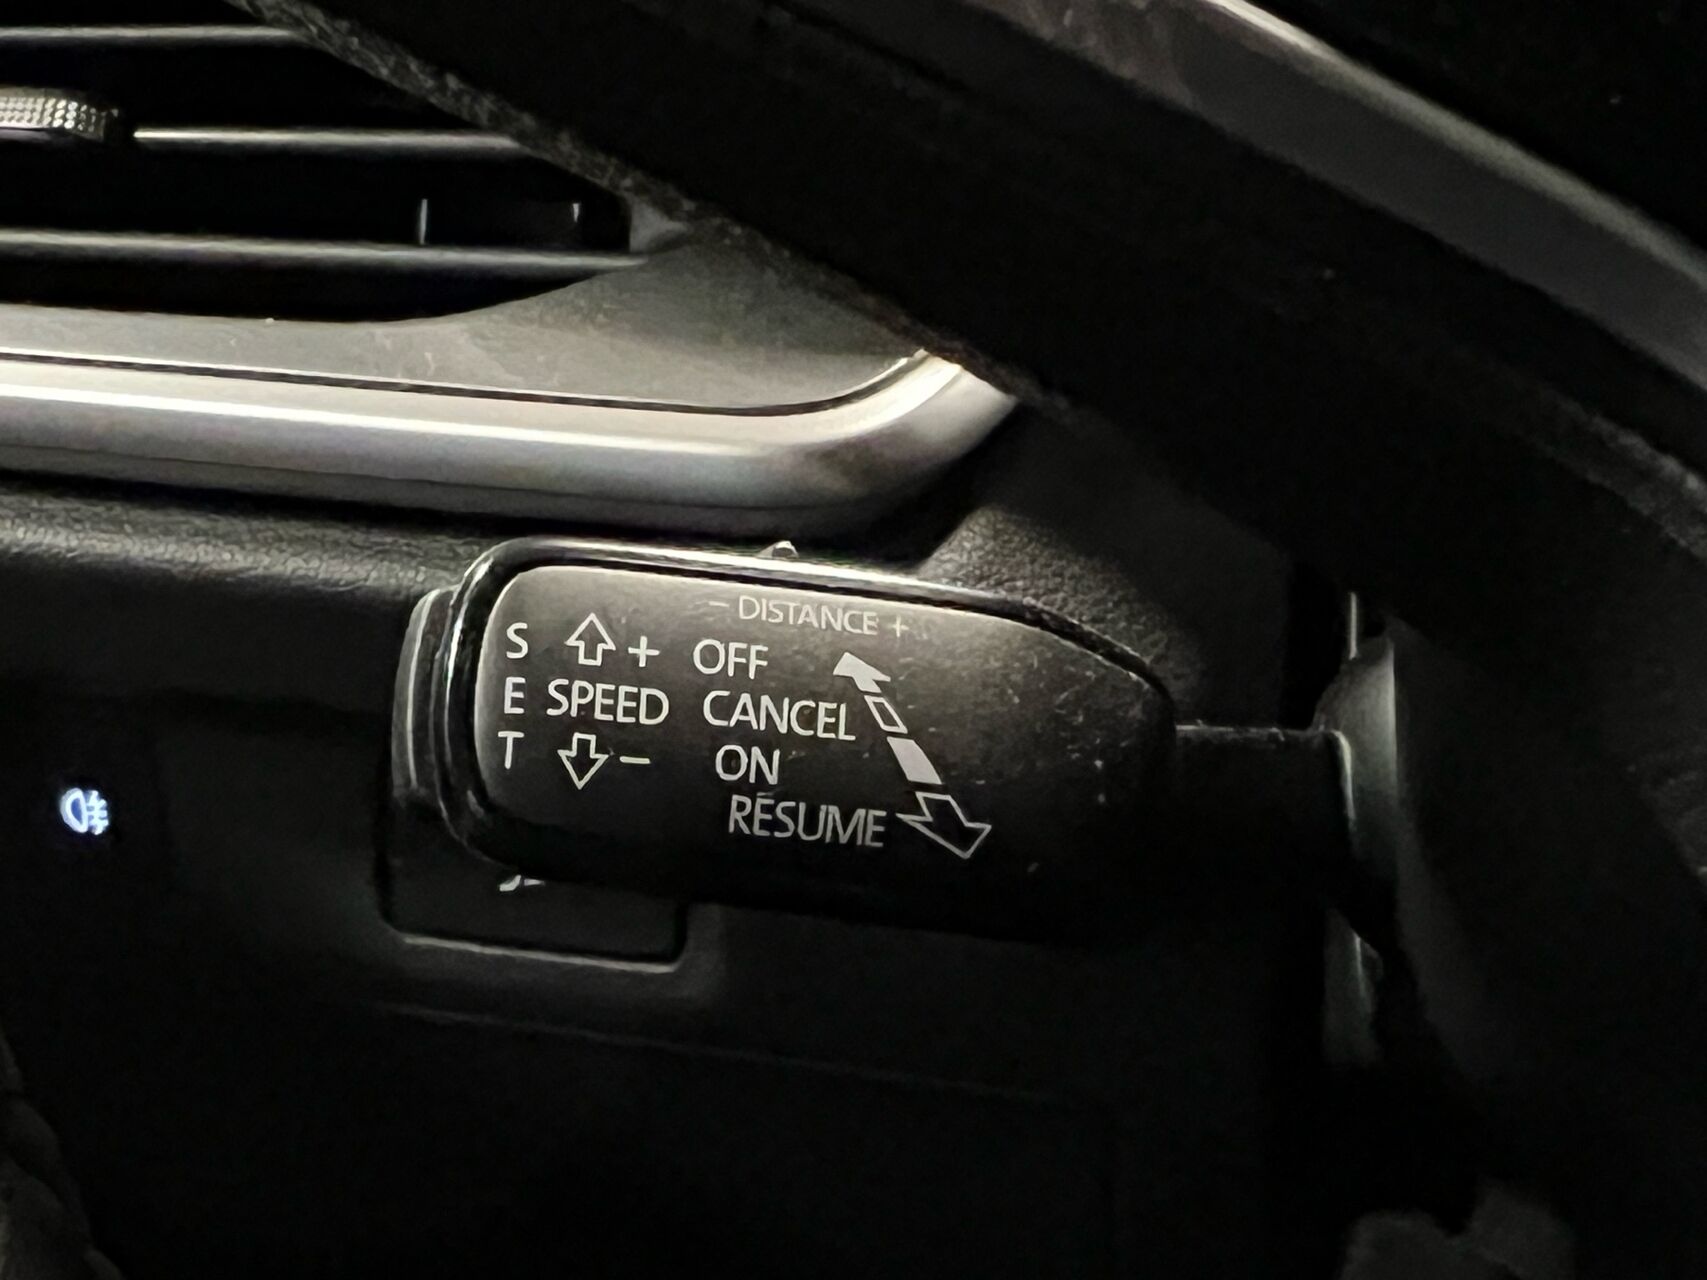 - DISTANCE +
S + OFF
E SPEED CANCEL
T - ON
RESUME